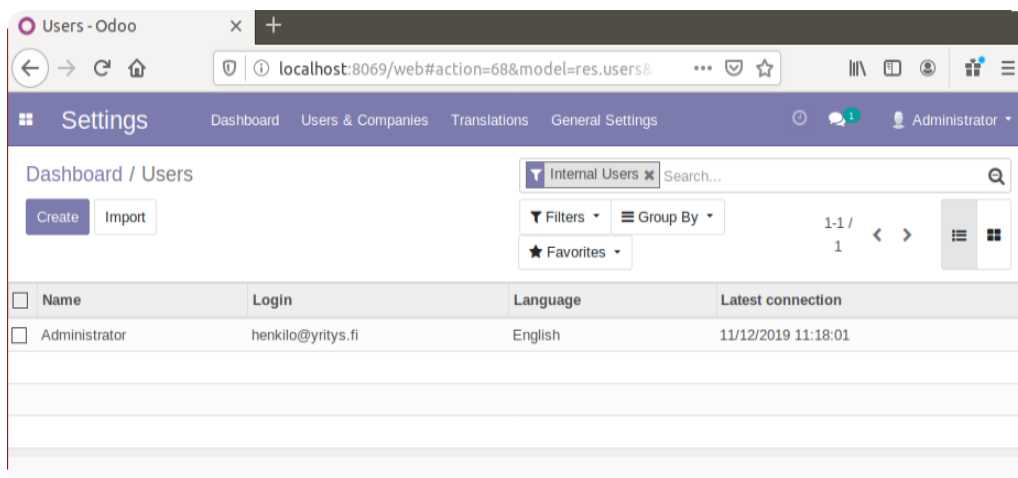 Users - Odoo
localhost:8069/web#action=68&model=res.users&
Settings Dashboard Users & Companies Translations General Settings 1 Administrator
Dashboard / Users
Internal Users Search...
Create Import
Filters Group By
Favorites
1-1 /
1
Name Login Language Latest connection
Administrator henkilo@yritys.fi English 11/12/2019 11:18:01